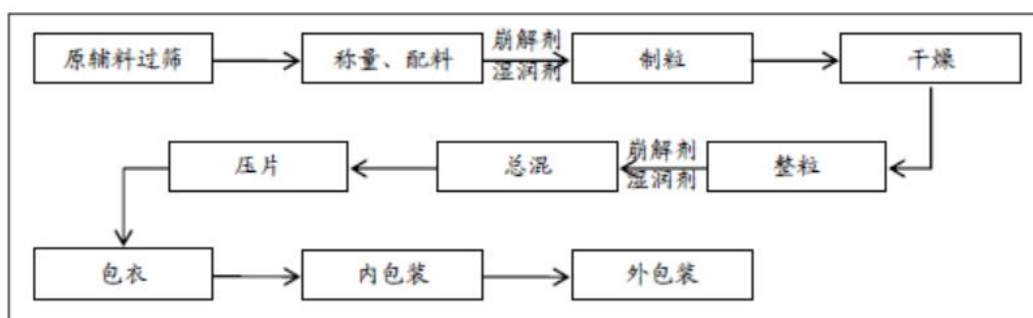 原辅料过筛
称量、配料
崩解剂
湿润剂
制粒
干燥
整粒
崩解剂
湿润剂
总混
压片
包衣
内包装
外包装